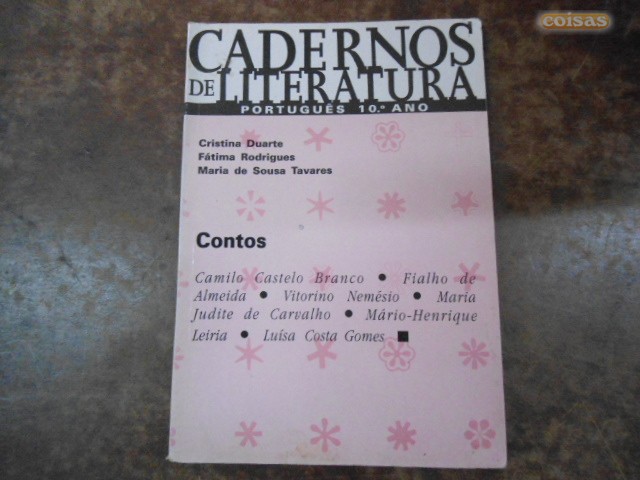 coisas
CADERNOS
DE LITERATURA
PORTUGUÊS 10.º ANO
Cristina Duarte
Fátima Rodrigues
Maria de Sousa Tavares
Contos
Camilo Castelo Branco ● Fialho de
Almeida ● Vitorino Nemésio ● Maria
Judite de Carvalho ● Mário-Henrique
Leiria ● Luísa Costa Gomes ■